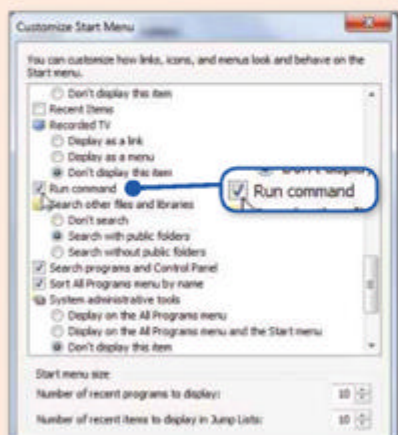 Customize Start Menu
You can customize how links, icons, and menus look and behave on the
Start menu.
Don't display this item
Recent Items
Recorded TV
Display as a link
Display as a menu
Don't display this item
Run command
Run command
Search other files and libraries
Don't search
Search with public folders
Search without public folders
Search programs and Control Panel
Sort All Programs menu by name
System administrative tools
Display on the All Programs menu
Display on the All Programs menu and the Start menu
Don't display this item
Start menu size
Number of recent programs to display: 10
Number of recent items to display in Jump Lists: 10